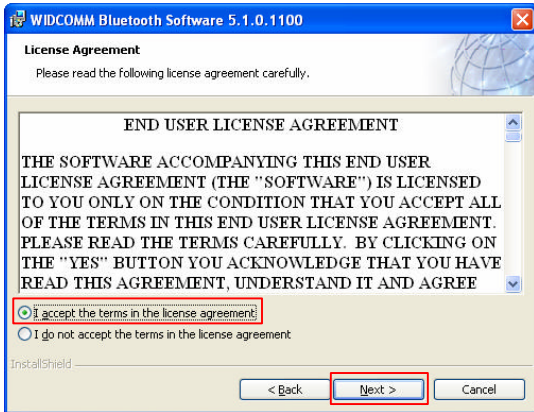 WIDCOMM Bluetooth Software 5.1.0.1100
License Agreement
Please read the following license agreement carefully.
END USER LICENSE AGREEMENT
THE SOFTWARE ACCOMPANYING THIS END USER
LICENSE AGREEMENT (THE "SOFTWARE") IS LICENSED
TO YOU ONLY ON THE CONDITION THAT YOU ACCEPT ALL
OF THE TERMS IN THIS END USER LICENSE AGREEMENT.
PLEASE READ THE TERMS CAREFULLY. BY CLICKING ON
THE "YES" BUTTON YOU ACKNOWLEDGE THAT YOU HAVE
READ THIS AGREEMENT, UNDERSTAND IT AND AGREE
I accept the terms in the license agreement
I do not accept the terms in the license agreement
InstallShield
< Back Next > Cancel